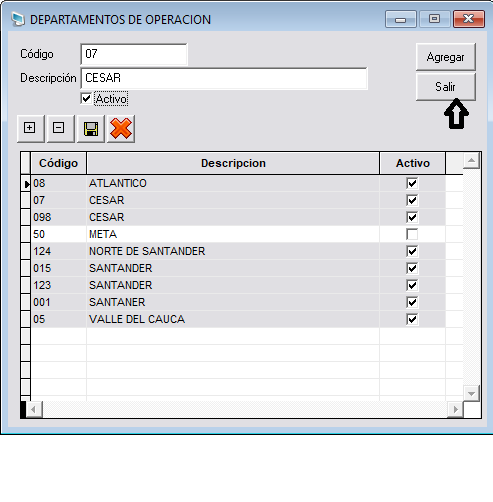 DEPARTAMENTOS DE OPERACION
Código 07 Agregar
Descripción CESAR Salir
Activo
Código Descripcion Activo
08 ATLANTICO
07 CESAR
098 CESAR
50 META
124 NORTE DE SANTANDER
015 SANTANDER
123 SANTANDER
001 SANTANER
05 VALLE DEL CAUCA